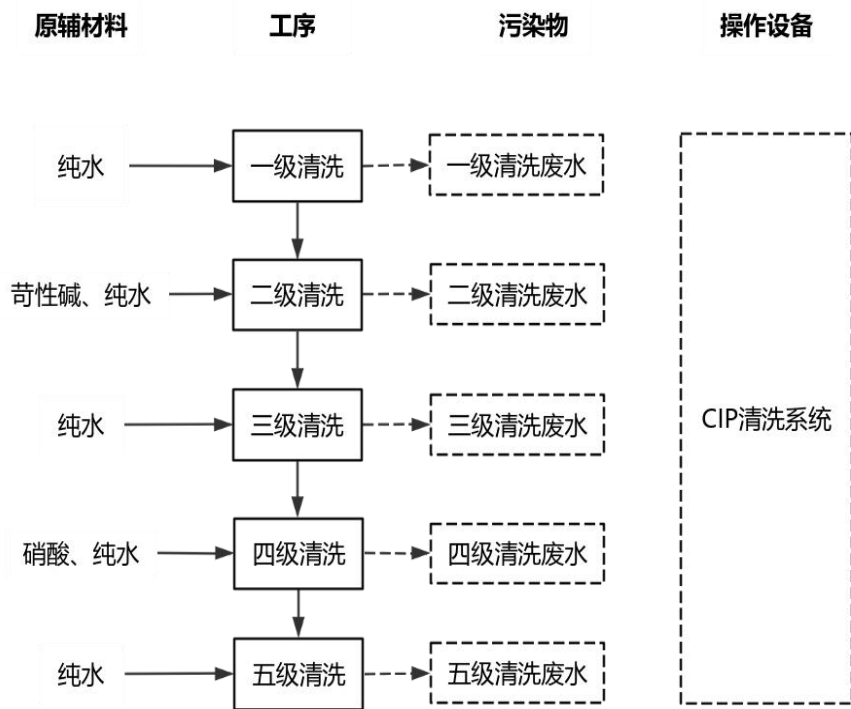 原辅材料 工序 污染物 操作设备
纯水 一级清洗 一级清洗废水
苛性碱、纯水 二级清洗 二级清洗废水
纯水 三级清洗 三级清洗废水
CIP清洗系统
硝酸、纯水 四级清洗 四级清洗废水
纯水 五级清洗 五级清洗废水